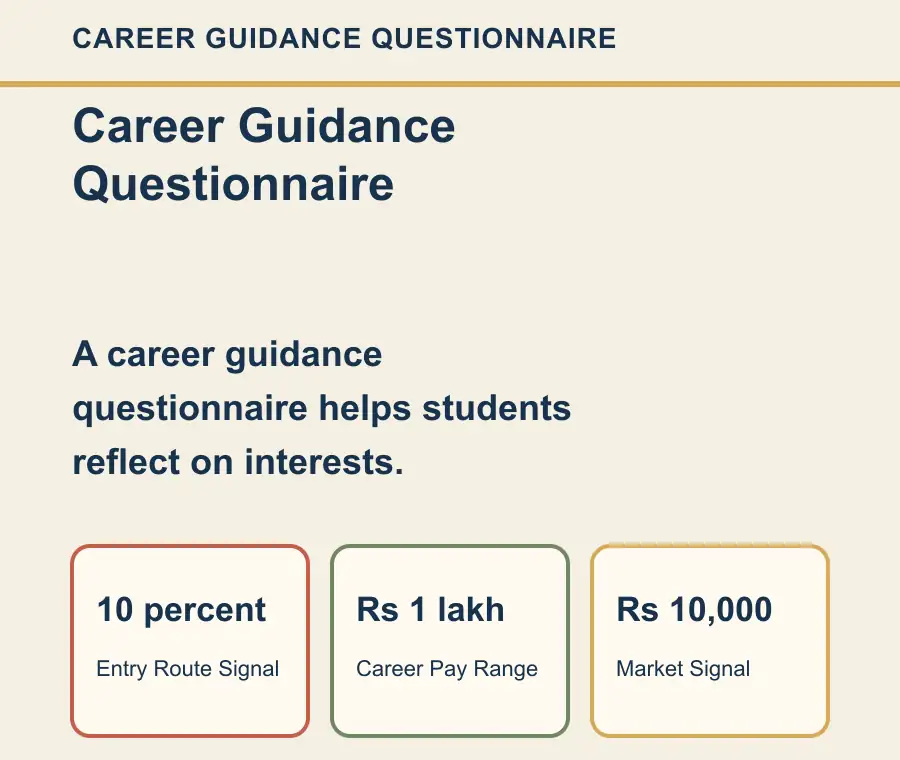 CAREER GUIDANCE QUESTIONNAIRE
Career Guidance
Questionnaire
A career guidance
questionnaire helps students
reflect on interests.
10 percent
Entry Route Signal
Rs 1 lakh
Career Pay Range
Rs 10,000
Market Signal